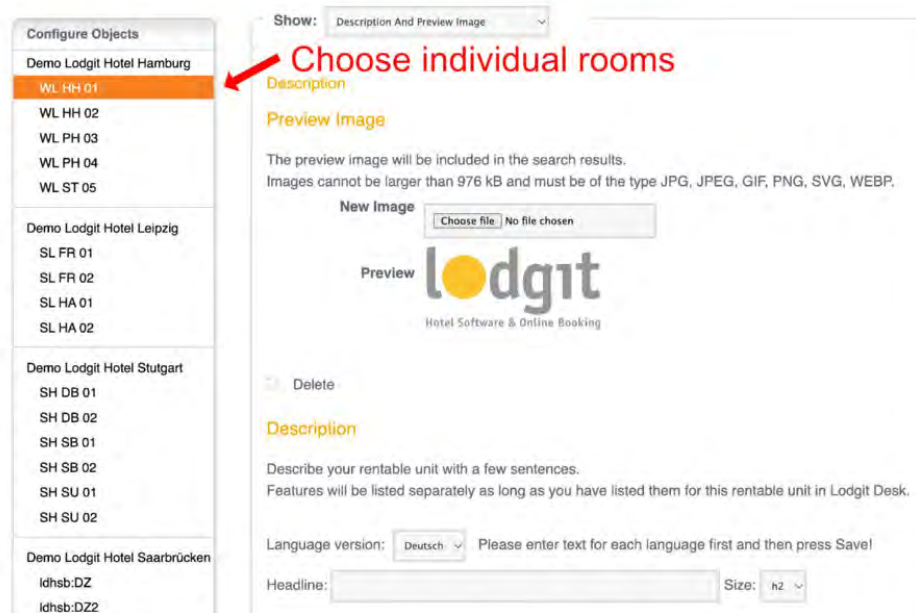 Configure Objects
Demo Lodgit Hotel Hamburg
WL HH 01
WL HH 02
WL PH 03
WL PH 04
WL ST 05
Demo Lodgit Hotel Leipzig
SL FR 01
SL FR 02
SL HA 01
SL HA 02
Demo Lodgit Hotel Stutgart
SH DB 01
SH DB 02
SH SB 01
SH SB 02
SH SU 01
SH SU 02
Demo Lodgit Hotel Saarbrücken
ldhsb:DZ
ldhsb:DZ2
Show: Description And Preview Image
Choose individual rooms
Description
Preview Image
The preview image will be included in the search results.
Images cannot be larger than 976 kB and must be of the type JPG, JPEG, GIF, PNG, SVG, WEBP.
New Image Choose file No file chosen
Preview lodgit
Hotel Software & Online Booking
Delete
Description
Describe your rentable unit with a few sentences.
Features will be listed separately as long as you have listed them for this rentable unit in Lodgit Desk.
Language version: Deutsch Please enter text for each language first and then press Save!
Headline: Size: h2